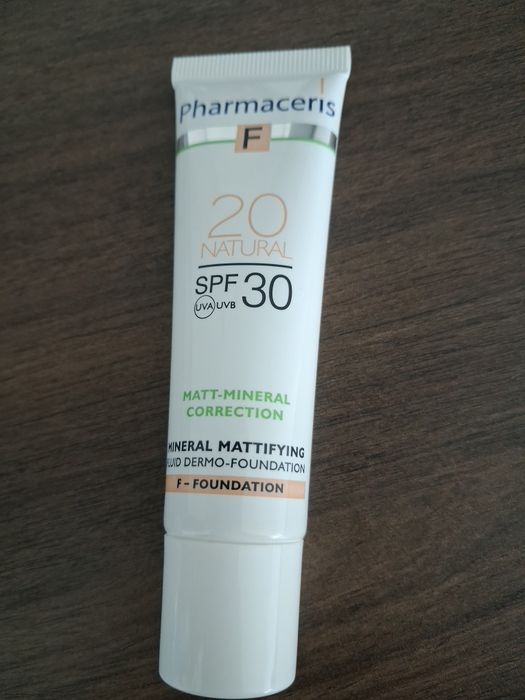 Pharmaceris
F
20
NATURAL
SPF 30
UVA UVB
MATT-MINERAL
CORRECTION
MINERAL MATTIFYING
FLUID DERMO-FOUNDATION
F - FOUNDATION